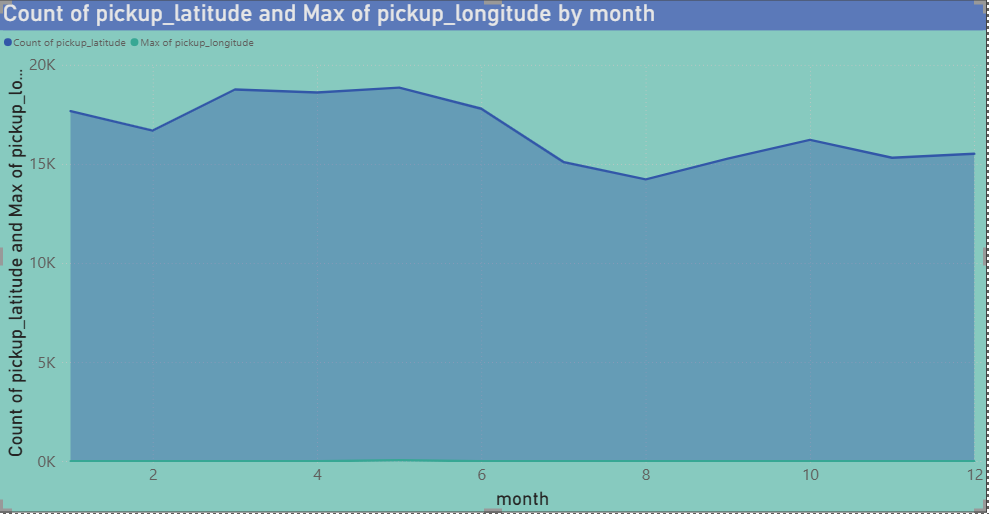 Count of pickup_latitude and Max of pickup_longitude by month
Count of pickup_latitude
Max of pickup_longitude
Count of pickup_latitude and Max of pickup_lo...
20K
15K
10K
5K
0K
2
4
6
8
10
12
month